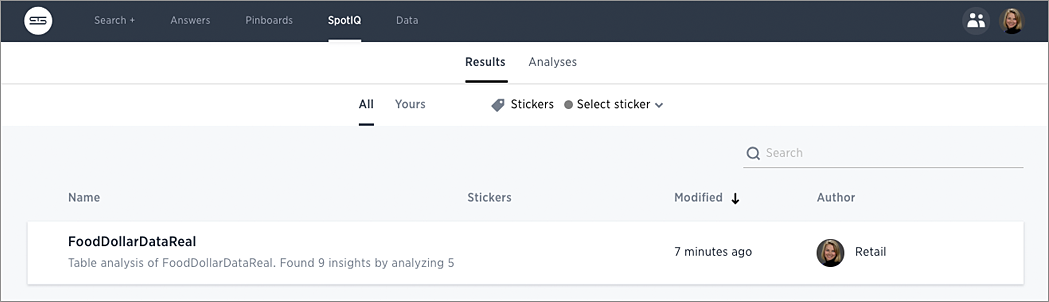 Search + Answers Pinboards SpotIQ Data
Results Analyses
All Yours Stickers Select sticker
Search
Name Stickers Modified Author
FoodDollarDataReal
7 minutes ago Retail
Table analysis of FoodDollarDataReal. Found 9 insights by analyzing 5